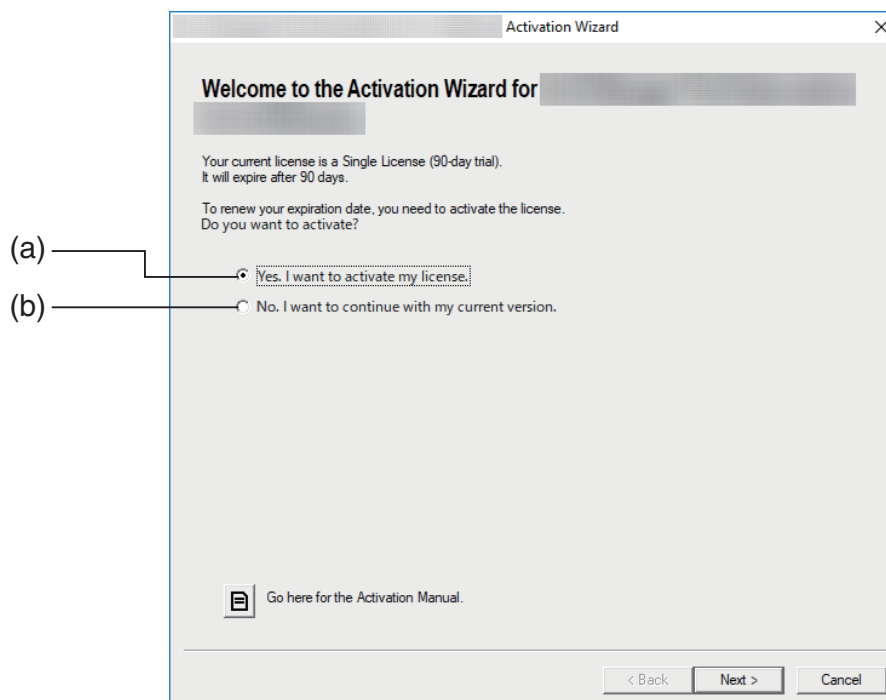 Activation Wizard
Welcome to the Activation Wizard for
Your current license is a Single License (90-day trial).
It will expire after 90 days.
To renew your expiration date, you need to activate the license.
Do you want to activate?
(a)
Yes. I want to activate my license.
(b)
No. I want to continue with my current version.
Go here for the Activation Manual.
< Back
Next >
Cancel